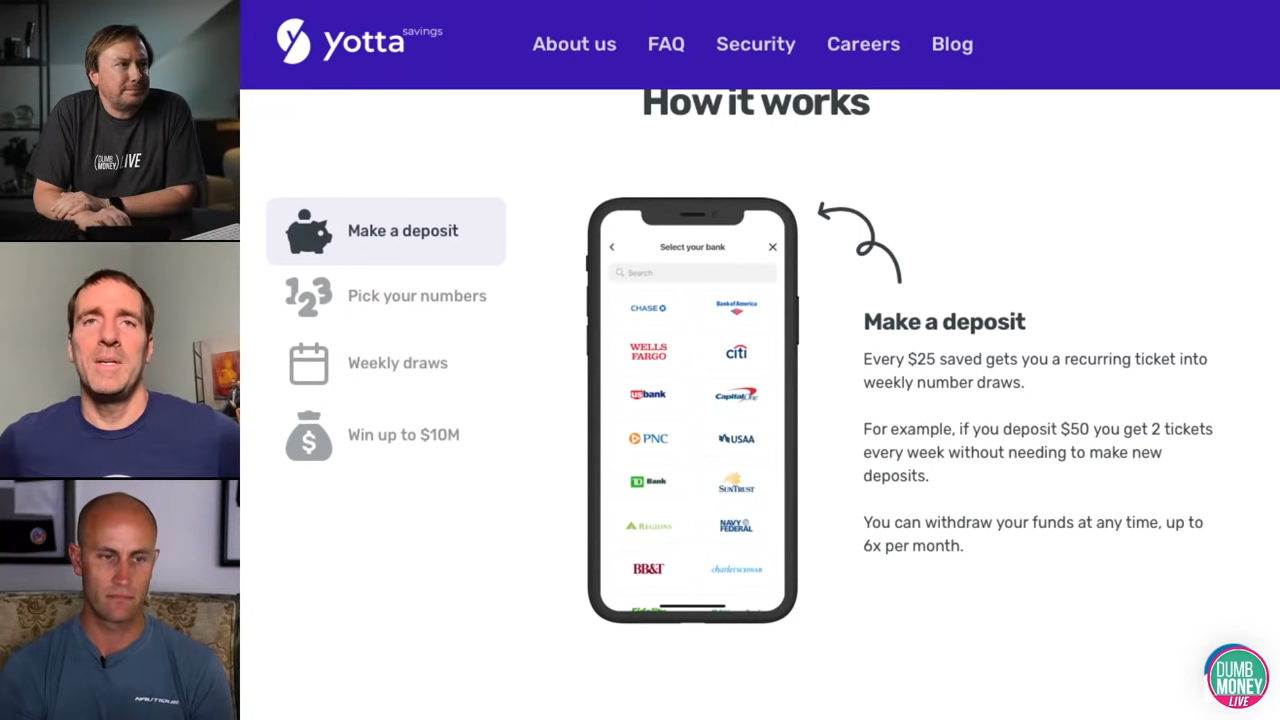 yotta savings
About us
FAQ
Security
Careers
Blog
How it works
Make a deposit
Pick your numbers
Weekly draws
Win up to $10M
Select your bank
Search
CHASE
Bank of America
WELLS
FARGO
citi
usbank
Capital One
PNC
USAA
TD Bank
SUNTRUST
REGIONS
NAVY
FEDERAL
BB&T
charles SCHWAB
Fidelity
Make a deposit
Every $25 saved gets you a recurring ticket into
weekly number draws.
For example, if you deposit $50 you get 2 tickets
every week without needing to make new
deposits.
You can withdraw your funds at any time, up to
6x per month.
(DUMB MONEY) LIVE
NAUTIQUE
DUMB
MONEY
LIVE